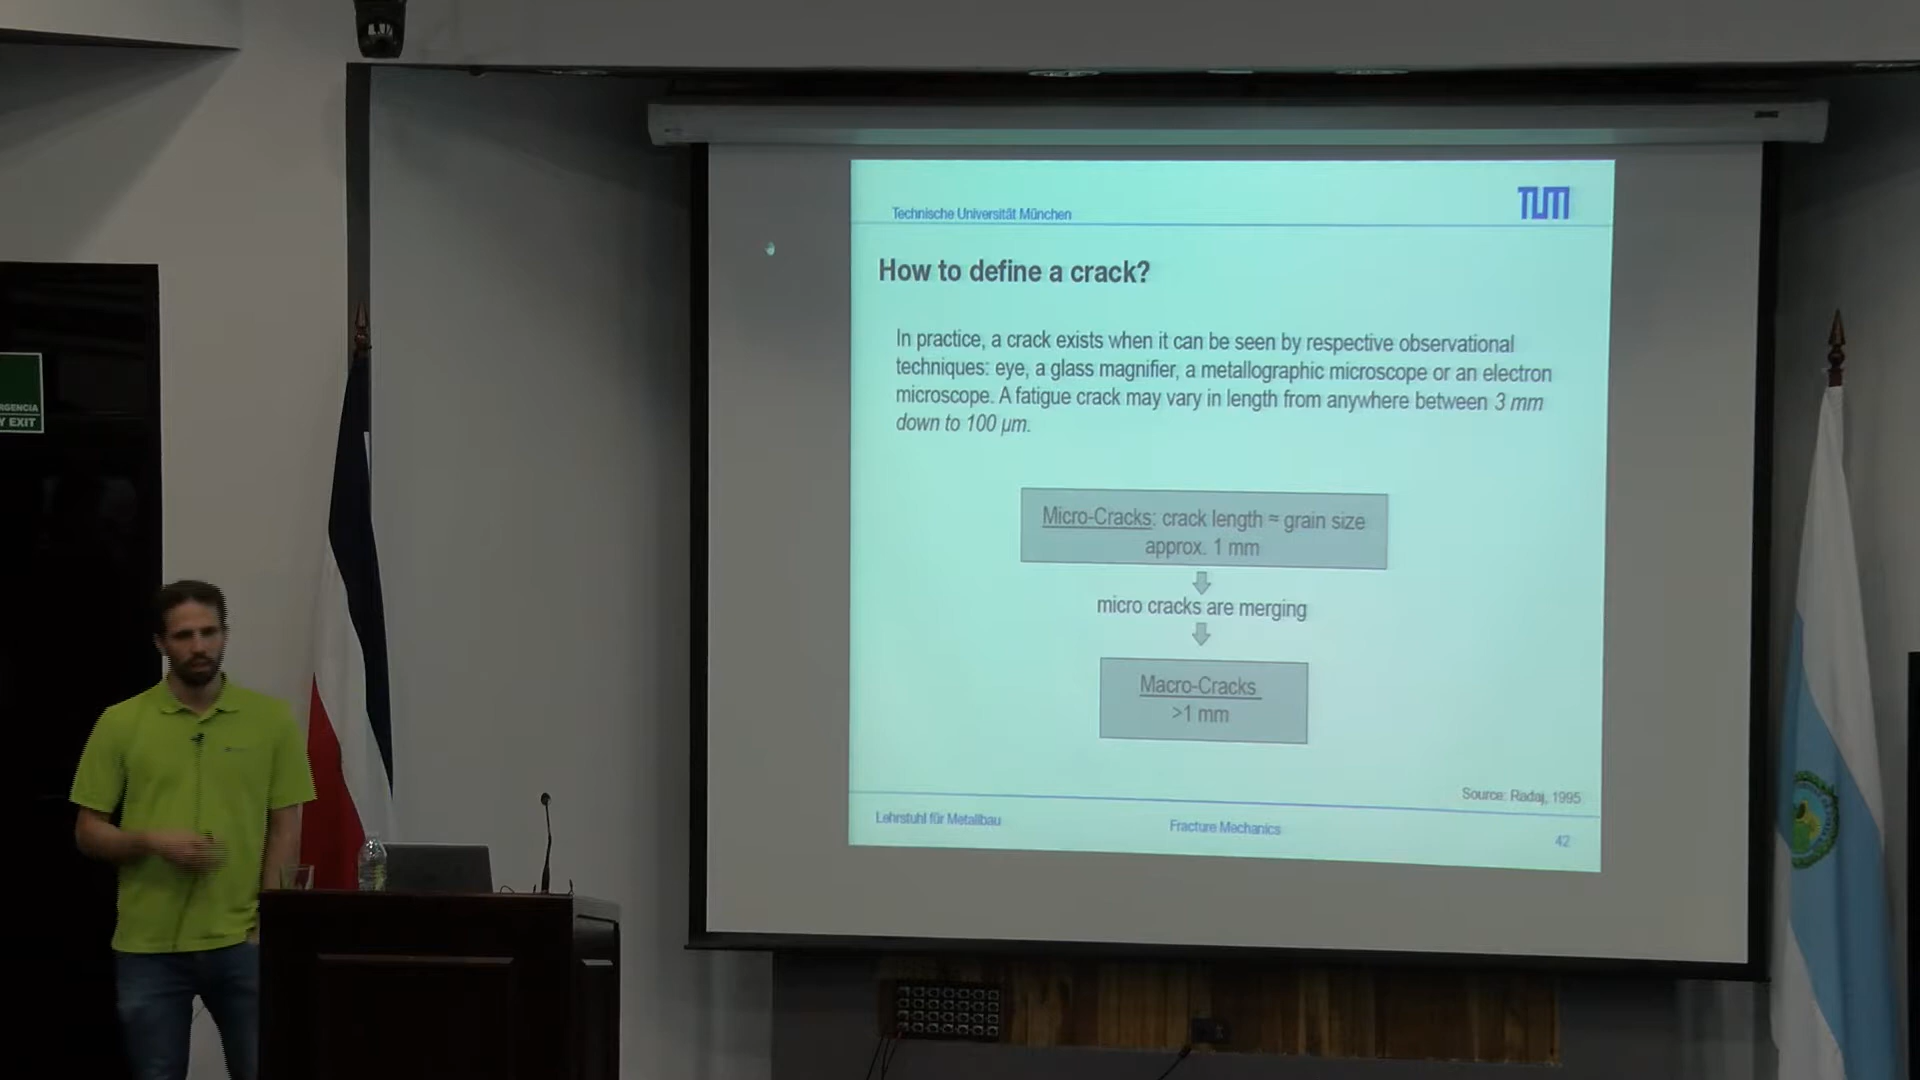 Technische Universität München
TUM
How to define a crack?
In practice, a crack exists when it can be seen by respective observational
techniques: eye, a glass magnifier, a metallographic microscope or an electron
microscope. A fatigue crack may vary in length from anywhere between 3 mm
down to 100 µm.
Micro-Cracks: crack length = grain size
approx. 1 mm
micro cracks are merging
Macro-Cracks
>1 mm
Source: Radaj, 1995
Lehrstuhl für Metallbau
Fracture Mechanics
42
EXIT